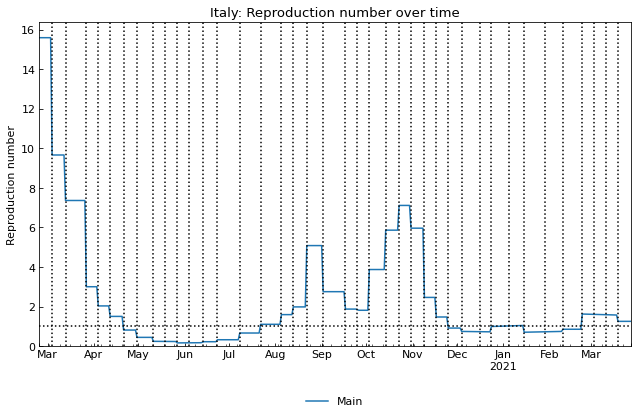 Italy: Reproduction number over time
Reproduction number
16
14
12
10
8
6
4
2
0
Mar Apr May Jun Jul Aug Sep Oct Nov Dec Jan Feb Mar
2021
Main